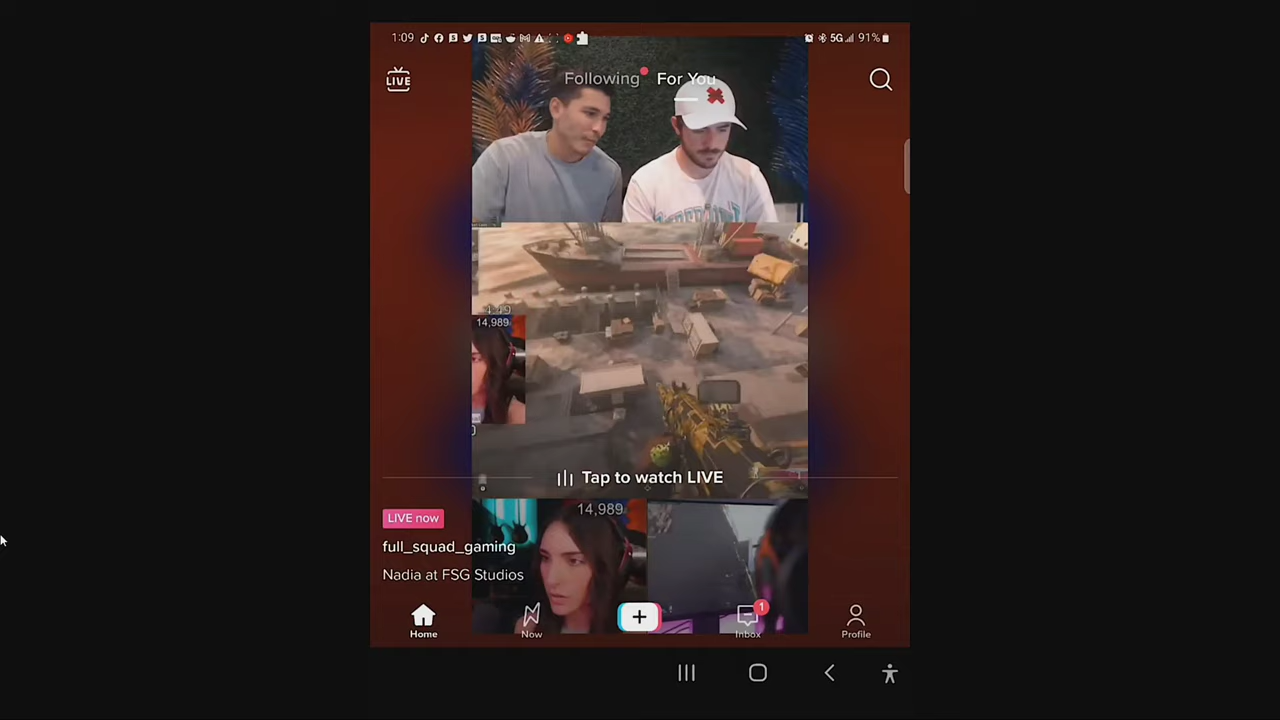 1:09
5G
91%
LIVE
Following
For You
14,989
Tap to watch LIVE
14,989
LIVE now
full_squad_gaming
Nadia at FSG Studios
1
Home
Now
Inbox
Profile